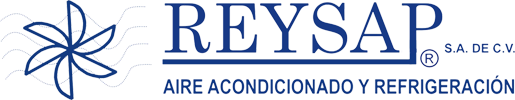 REYSAP® S.A. DE C.V.
AIRE ACONDICIONADO Y REFRIGERACIÓN